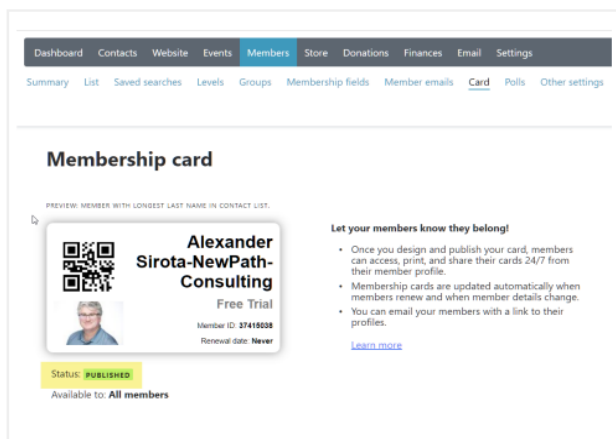 Dashboard Contacts Website Events Members Store Donations Finances Email Settings
Summary List Saved searches Levels Groups Membership fields Member emails Card Polls Other settings
Membership card
PREVIEW: MEMBER WITH LONGEST LAST NAME IN CONTACT LIST.
Alexander
Sirota-NewPath-
Consulting
Free Trial
Member ID: 37415038
Renewal date: Never
Status: PUBLISHED
Available to: All members
Let your members know they belong!
• Once you design and publish your card, members
can access, print, and share their cards 24/7 from
their member profile.
• Membership cards are updated automatically when
members renew and when member details change.
• You can email your members with a link to their
profiles.
Learn more